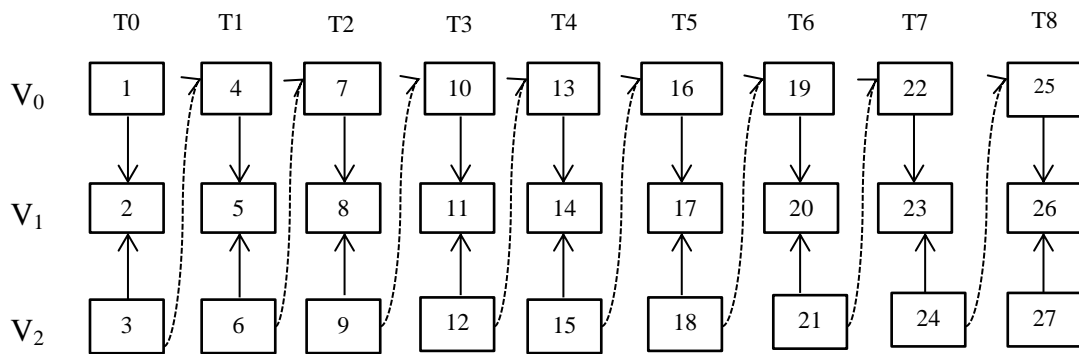 T0 T1 T2 T3 T4 T5 T6 T7 T8
V0 1 4 7 10 13 16 19 22 25
V1 2 5 8 11 14 17 20 23 26
V2 3 6 9 12 15 18 21 24 27